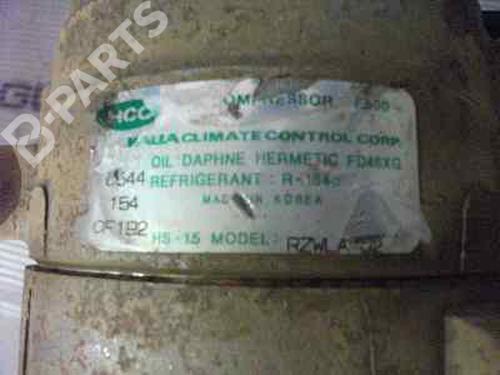 B-PARTS
HCC
OMPRESSOR
HALLA CLIMATE CONTROL CORP.
OIL DAPHNE HERMETIC FD46XG
REFRIGERANT : R-134a
MADE IN KOREA
154
HS-15 MODEL: RZWLA